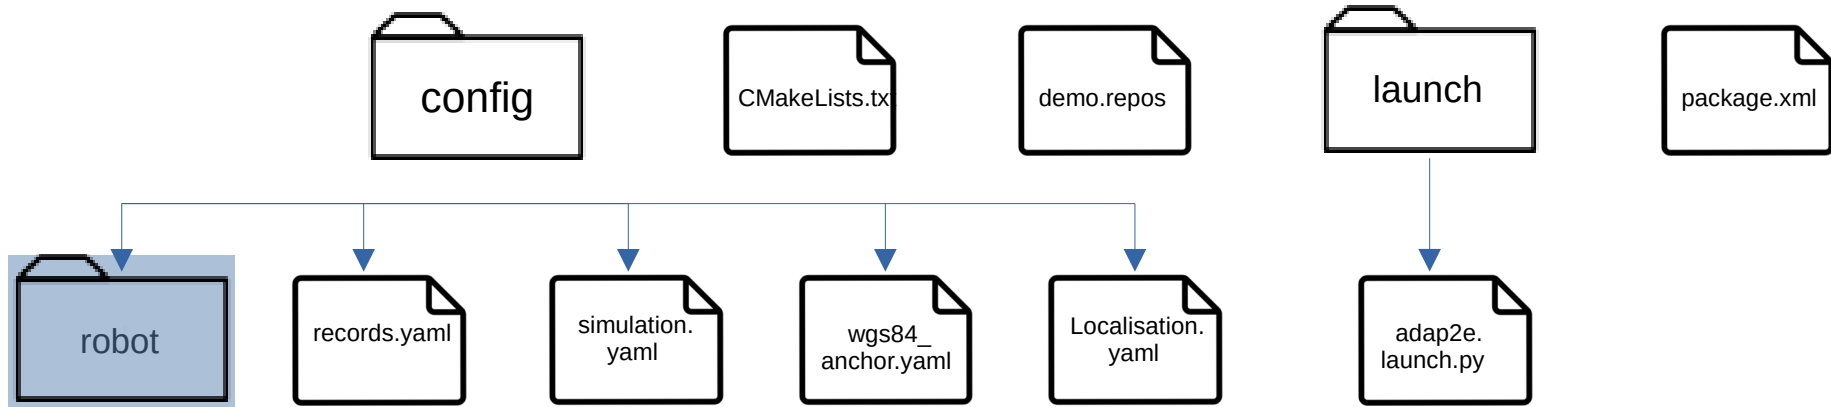 config
CMakeLists.txt
demo.repos
launch
package.xml
robot
records.yaml
simulation.
yaml
wgs84_
anchor.yaml
Localisation.
yaml
adap2e.
launch.py